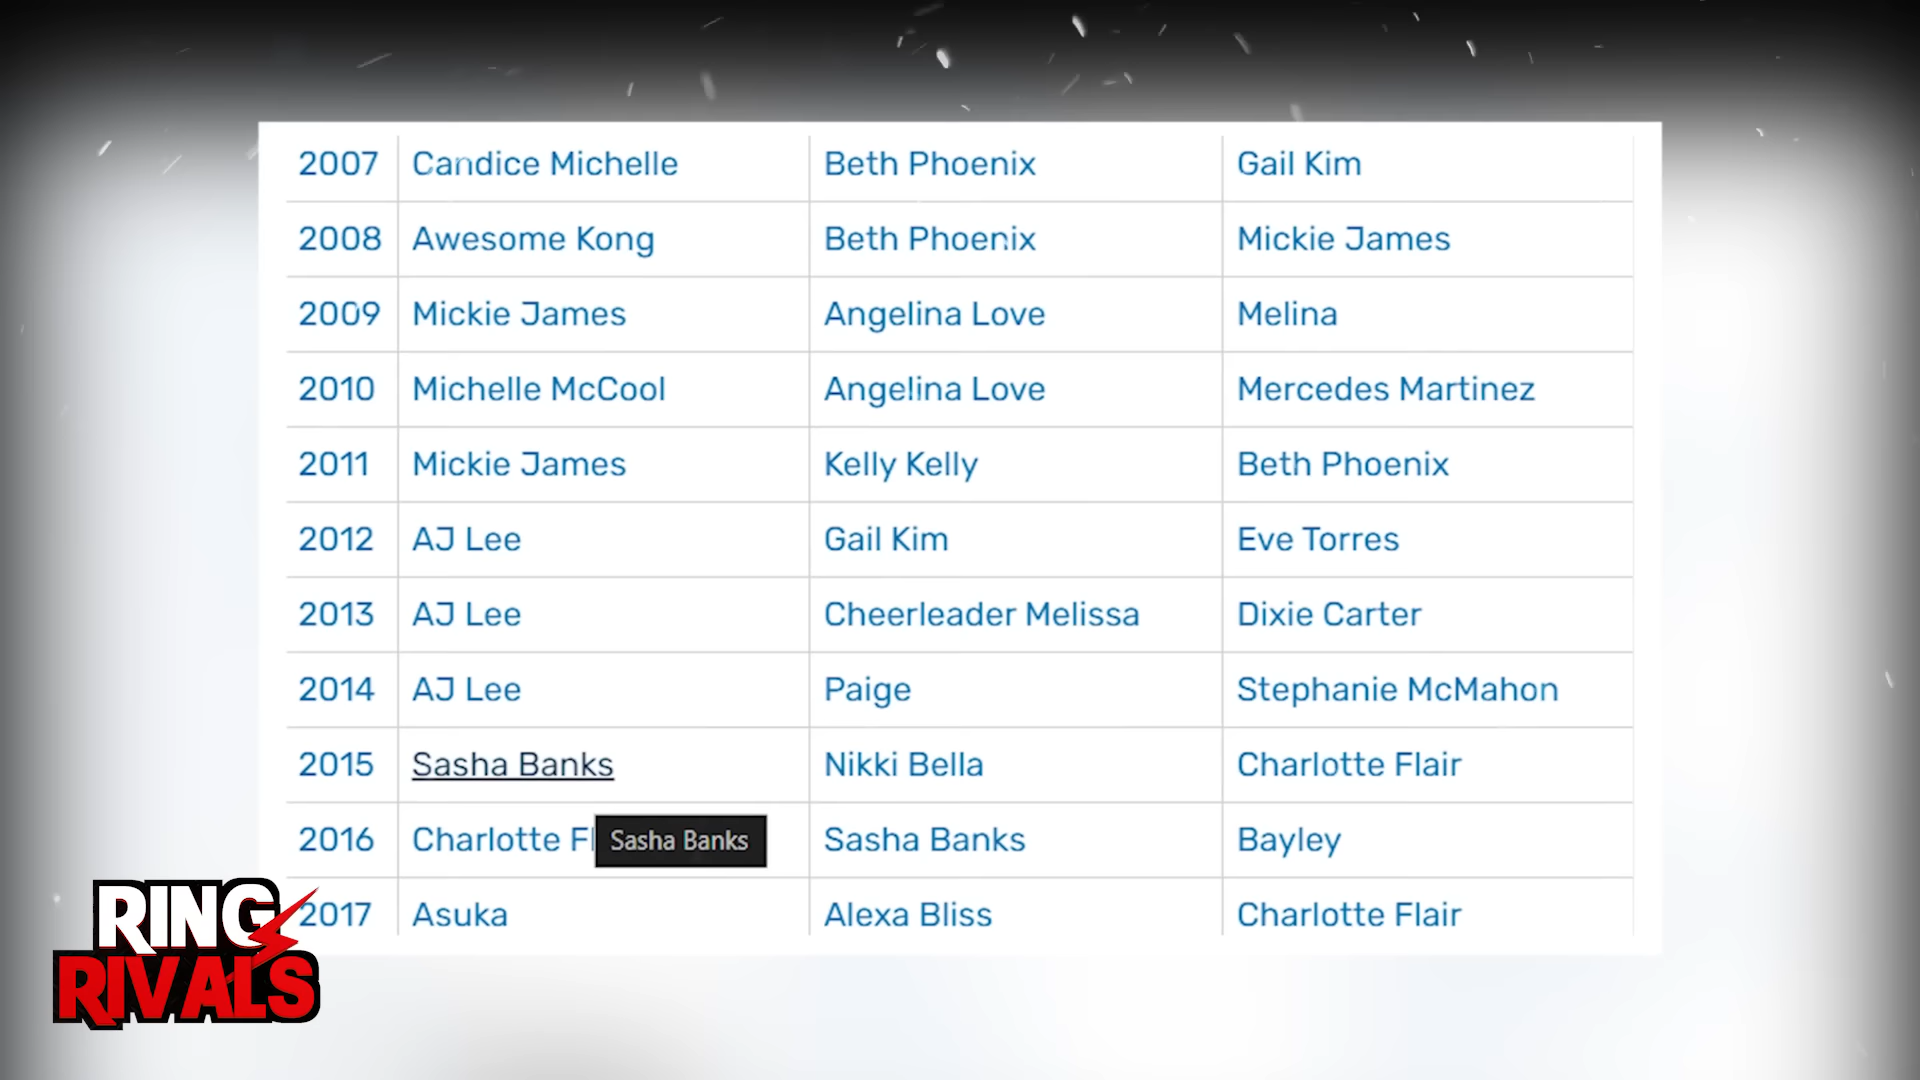 2007 Candice Michelle Beth Phoenix Gail Kim
2008 Awesome Kong Beth Phoenix Mickie James
2009 Mickie James Angelina Love Melina
2010 Michelle McCool Angelina Love Mercedes Martinez
2011 Mickie James Kelly Kelly Beth Phoenix
2012 AJ Lee Gail Kim Eve Torres
2013 AJ Lee Cheerleader Melissa Dixie Carter
2014 AJ Lee Paige Stephanie McMahon
2015 Sasha Banks Nikki Bella Charlotte Flair
2016 Charlotte Fl Sasha Banks Sasha Banks Bayley
2017 Asuka Alexa Bliss Charlotte Flair
RING
RIVALS